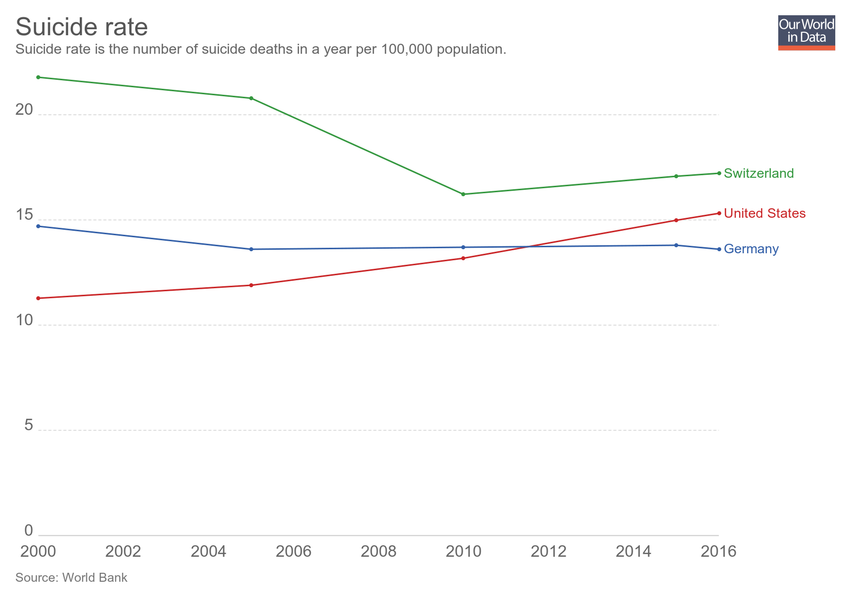 Suicide rate
Suicide rate is the number of suicide deaths in a year per 100,000 population.
Our World
in Data
20
15
10
5
0
Switzerland
United States
Germany
2000 2002 2004 2006 2008 2010 2012 2014 2016
Source: World Bank